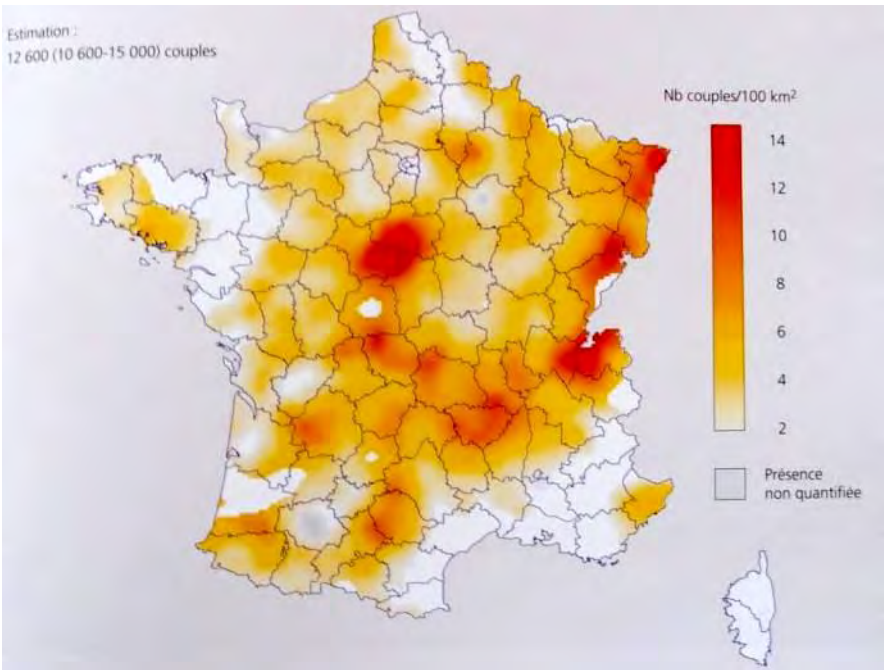 Estimation :
12 600 (10 600-15 000) couples
Nb couples/100 km²
14
12
10
8
6
4
2
Présence
non quantifiée